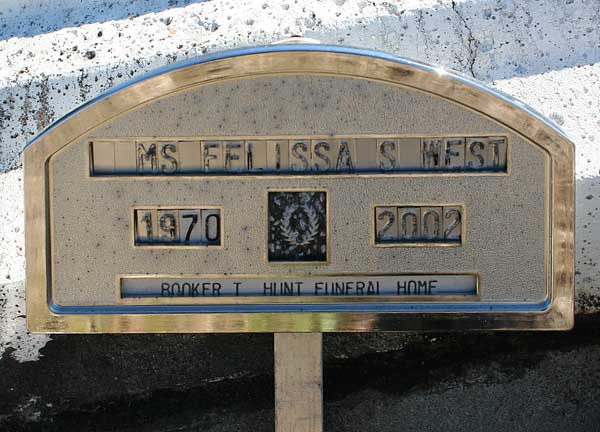 MS FELISSA S WEST
1970 2002
BOOKER T HUNT FUNERAL HOME